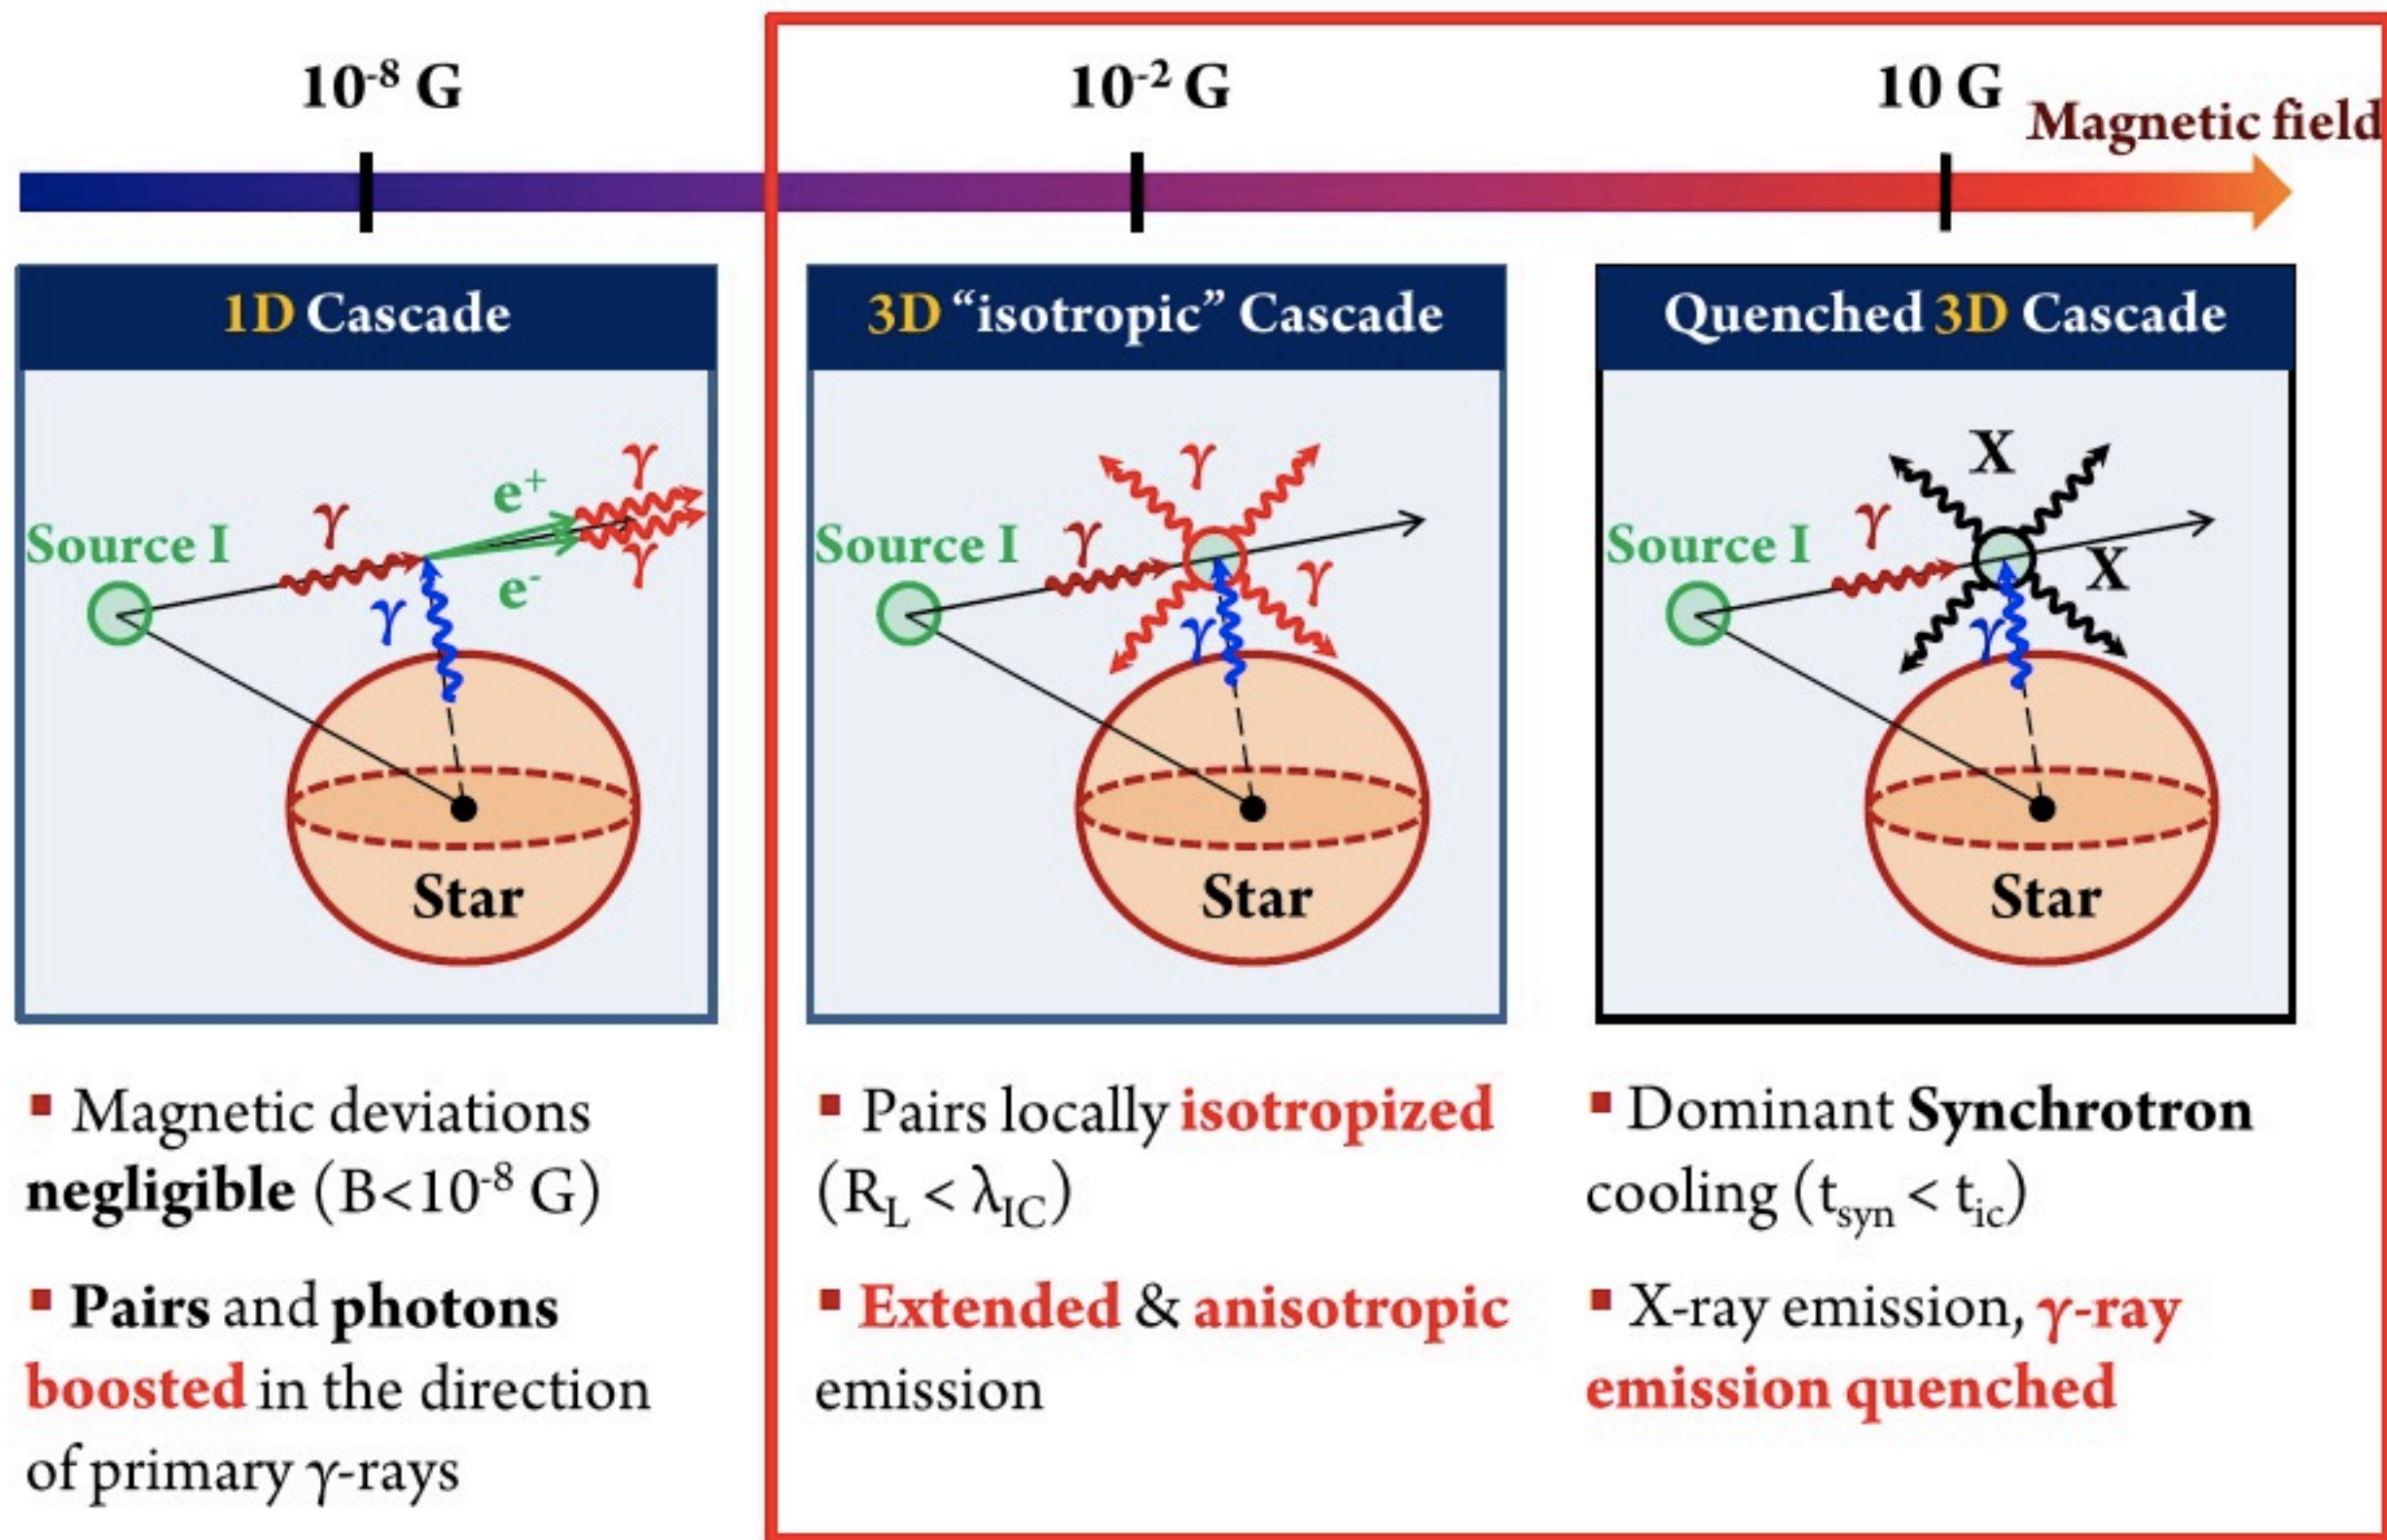 10⁻⁸ G
10⁻² G
10 G
Magnetic field
1D Cascade
γ
e⁺
γ
Source I
γ
e⁻
γ
Star
3D “isotropic” Cascade
γ
Source I
γ
γ
γ
Star
Quenched 3D Cascade
X
γ
Source I
X
γ
Star
▪ Magnetic deviations
negligible (B<10⁻⁸ G)
▪ Pairs and photons
boosted in the direction
of primary γ-rays
▪ Pairs locally isotropized
(R_L < λ_IC)
▪ Extended & anisotropic
emission
▪ Dominant Synchrotron
cooling (t_syn < t_ic)
▪ X-ray emission, γ-ray
emission quenched